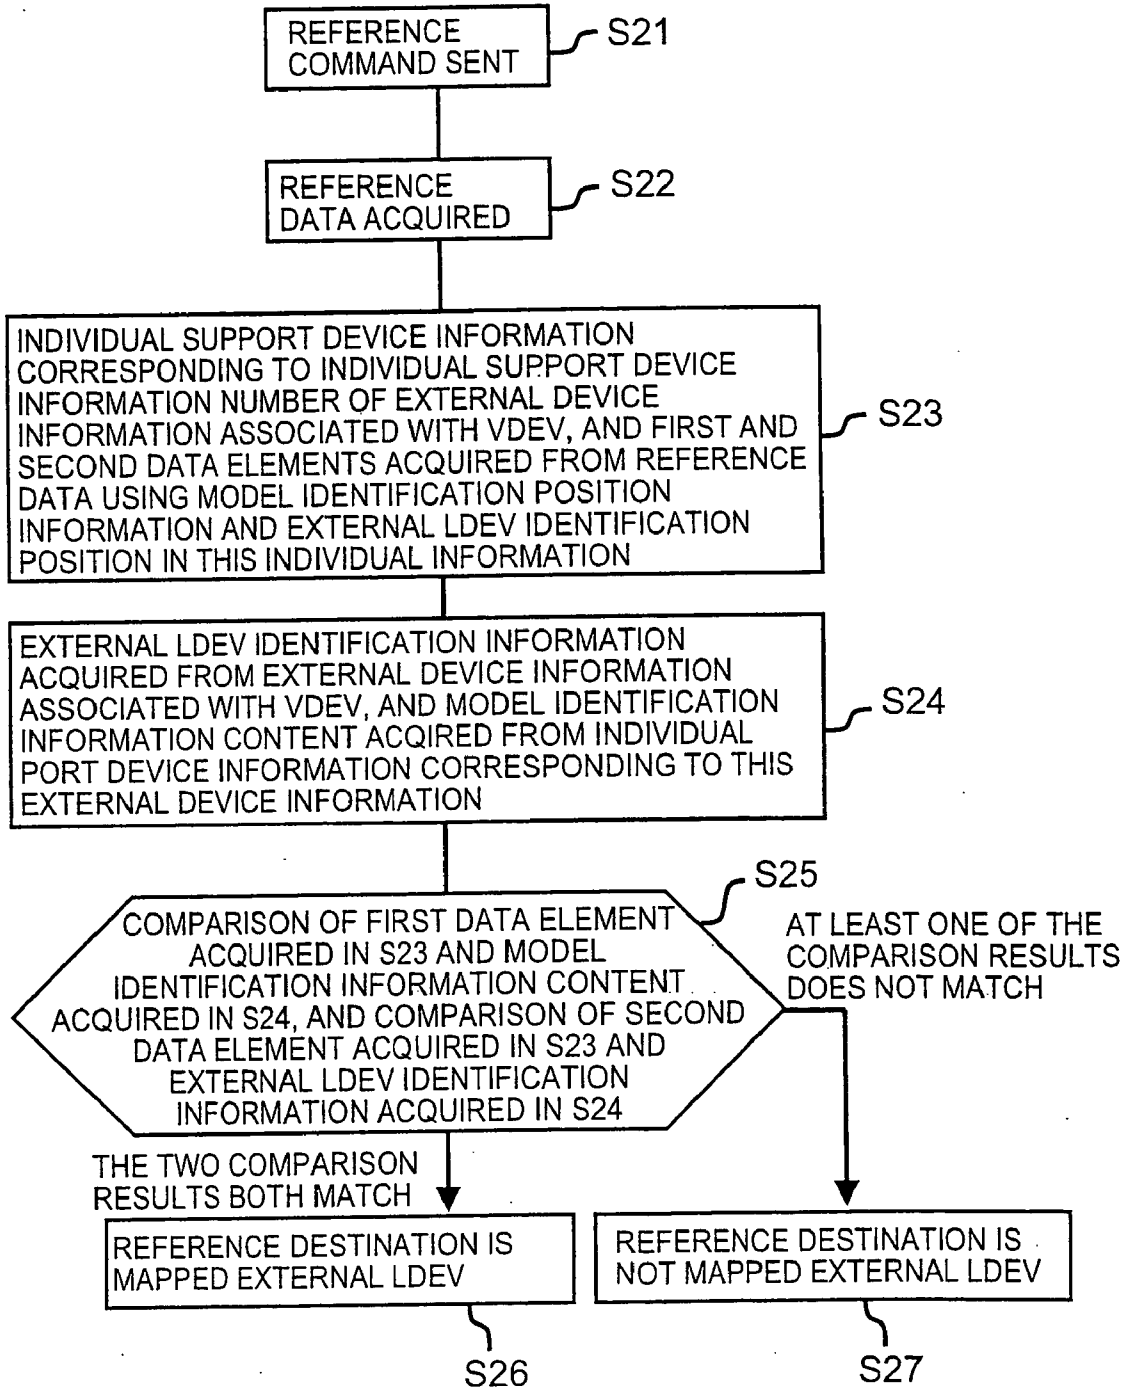 REFERENCE
COMMAND SENT
S21
REFERENCE
DATA ACQUIRED
S22
INDIVIDUAL SUPPORT DEVICE INFORMATION
CORRESPONDING TO INDIVIDUAL SUPPORT DEVICE
INFORMATION NUMBER OF EXTERNAL DEVICE
INFORMATION ASSOCIATED WITH VDEV, AND FIRST AND
SECOND DATA ELEMENTS ACQUIRED FROM REFERENCE
DATA USING MODEL IDENTIFICATION POSITION
INFORMATION AND EXTERNAL LDEV IDENTIFICATION
POSITION IN THIS INDIVIDUAL INFORMATION
S23
EXTERNAL LDEV IDENTIFICATION INFORMATION
ACQUIRED FROM EXTERNAL DEVICE INFORMATION
ASSOCIATED WITH VDEV, AND MODEL IDENTIFICATION
INFORMATION CONTENT ACQIRED FROM INDIVIDUAL
PORT DEVICE INFORMATION CORRESPONDING TO THIS
EXTERNAL DEVICE INFORMATION
S24
COMPARISON OF FIRST DATA ELEMENT
ACQUIRED IN S23 AND MODEL
IDENTIFICATION INFORMATION CONTENT
ACQUIRED IN S24, AND COMPARISON OF SECOND
DATA ELEMENT ACQUIRED IN S23 AND
EXTERNAL LDEV IDENTIFICATION
INFORMATION ACQUIRED IN S24
S25
AT LEAST ONE OF THE
COMPARISON RESULTS
DOES NOT MATCH
THE TWO COMPARISON
RESULTS BOTH MATCH
REFERENCE DESTINATION IS
MAPPED EXTERNAL LDEV
S26
REFERENCE DESTINATION IS
NOT MAPPED EXTERNAL LDEV
S27